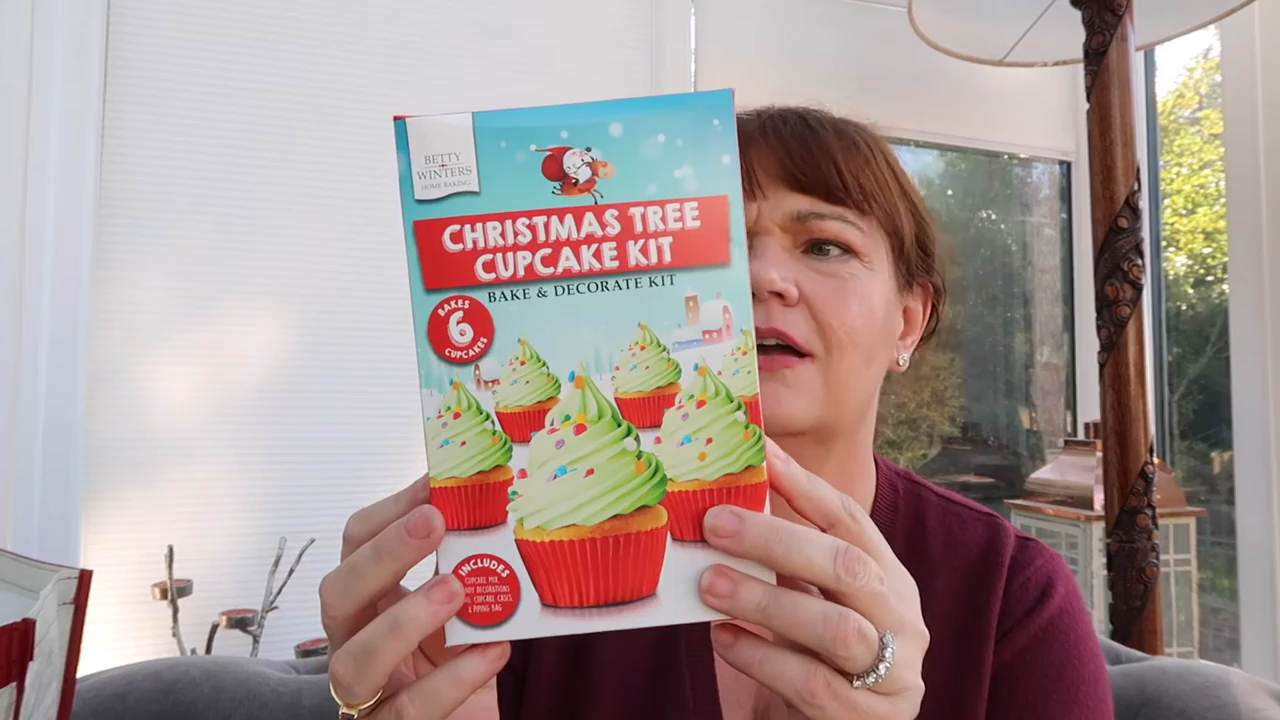 BETTY
WINTERS
HOME BAKING
CHRISTMAS TREE
CUPCAKE KIT
BAKE & DECORATE KIT
BAKES
6
CUPCAKES
INCLUDES
CUPCAKE MIX,
DECORATIONS
CUPCAKE CASES,
& PIPING BAG